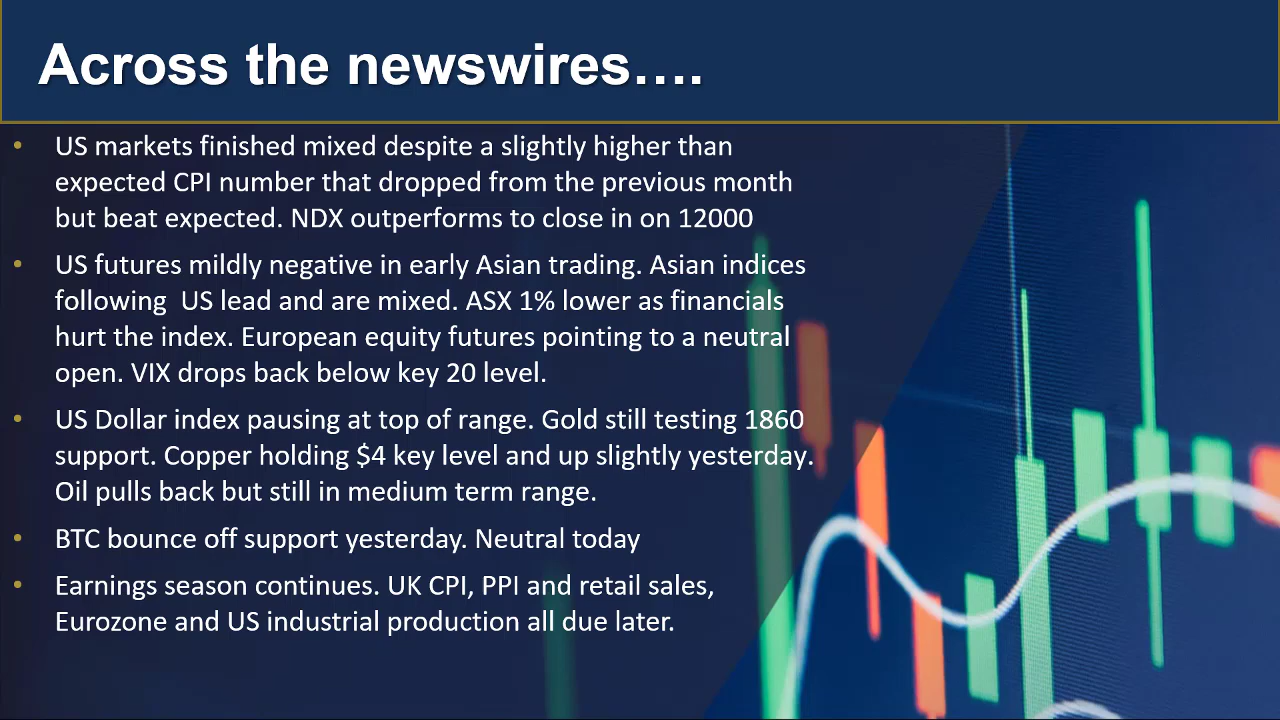 Across the newswires….
• US markets finished mixed despite a slightly higher than
expected CPI number that dropped from the previous month
but beat expected. NDX outperforms to close in on 12000
• US futures mildly negative in early Asian trading. Asian indices
following  US lead and are mixed. ASX 1% lower as financials
hurt the index. European equity futures pointing to a neutral
open. VIX drops back below key 20 level.
• US Dollar index pausing at top of range. Gold still testing 1860
support. Copper holding $4 key level and up slightly yesterday.
Oil pulls back but still in medium term range.
• BTC bounce off support yesterday. Neutral today
• Earnings season continues. UK CPI, PPI and retail sales,
Eurozone and US industrial production all due later.